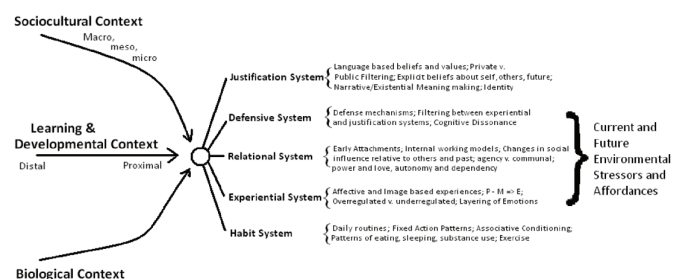 Sociocultural Context
Macro,
meso,
micro
Learning &
Developmental Context
Distal
Proximal
Biological Context
Justification System
Language based beliefs and values; Private v.
Public Filtering; Explicit beliefs about self, others, future;
Narrative/Existential Meaning making; Identity
Defensive System
Defense mechanisms; Filtering between experiential
and justification systems; Cognitive Dissonance
Relational System
Early Attachments; Internal working models; Changes in social
influence relative to others and past; agency v. communal;
power and love, autonomy and dependency
Experiential System
Affective and Image based experiences; P - M => E;
Overregulated v. underregulated; Layering of Emotions
Habit System
Daily routines; Fixed Action Patterns; Associative Conditioning;
Patterns of eating, sleeping, substance use; Exercise
Current and
Future
Environmental
Stressors and
Affordances